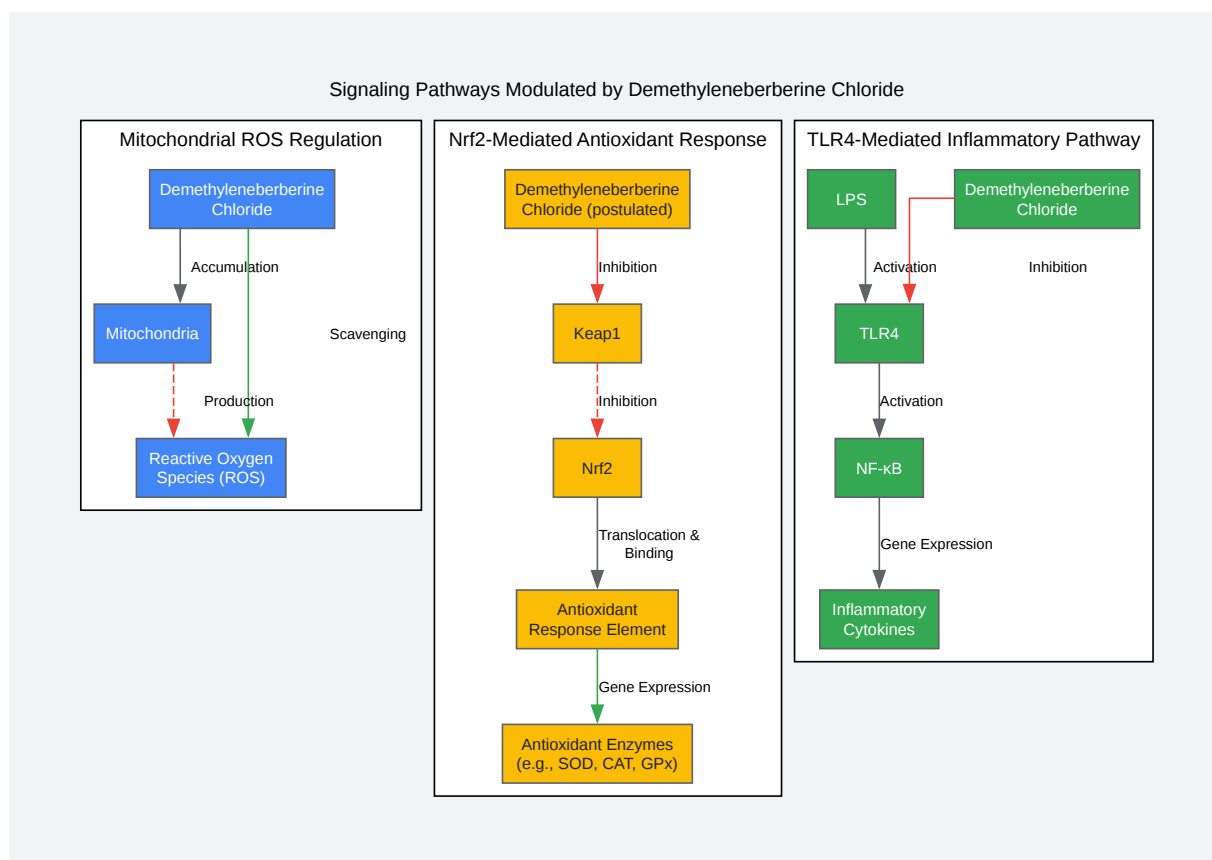 Signaling Pathways Modulated by Demethyleneberberine Chloride
Mitochondrial ROS Regulation
Demethyleneberberine
Chloride
Accumulation
Mitochondria
Scavenging
Production
Reactive Oxygen
Species (ROS)
Nrf2-Mediated Antioxidant Response
Demethyleneberberine
Chloride (postulated)
Inhibition
Keap1
Inhibition
Nrf2
Translocation &
Binding
Antioxidant
Response Element
Gene Expression
Antioxidant Enzymes
(e.g., SOD, CAT, GPx)
TLR4-Mediated Inflammatory Pathway
LPS
Demethyleneberberine
Chloride
Activation
Inhibition
TLR4
Activation
NF-κB
Gene Expression
Inflammatory
Cytokines